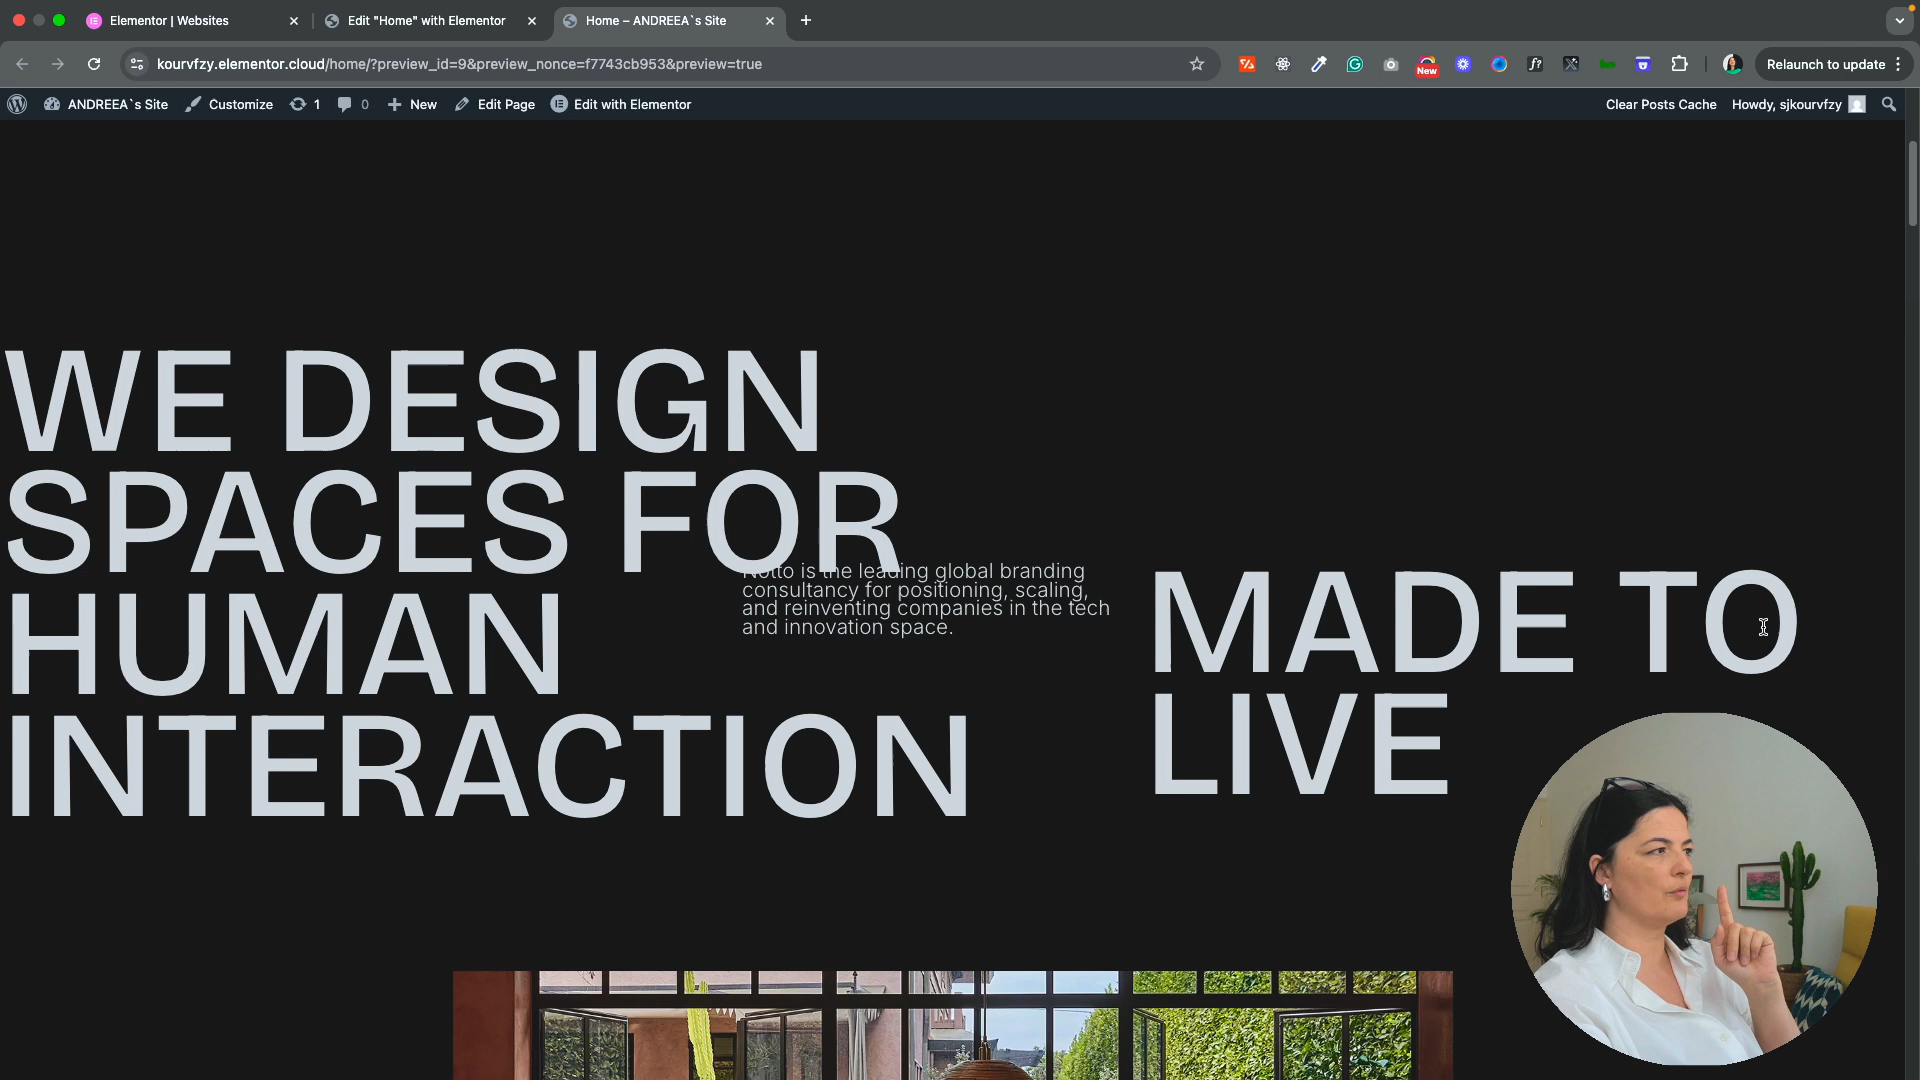 Elementor | Websites
Edit "Home" with Elementor
Home – ANDREEA`s Site
kourvfzy.elementor.cloud/home/?preview_id=9&preview_nonce=f7743cb953&preview=true
New
Relaunch to update
ANDREEA`s Site
Customize
1
0
New
Edit Page
Edit with Elementor
Clear Posts Cache
Howdy, sjkourvfzy
WE DESIGN
SPACES FOR
HUMAN
INTERACTION
Notto is the leading global branding
consultancy for positioning, scaling,
and reinventing companies in the tech
and innovation space.
MADE TO
LIVE